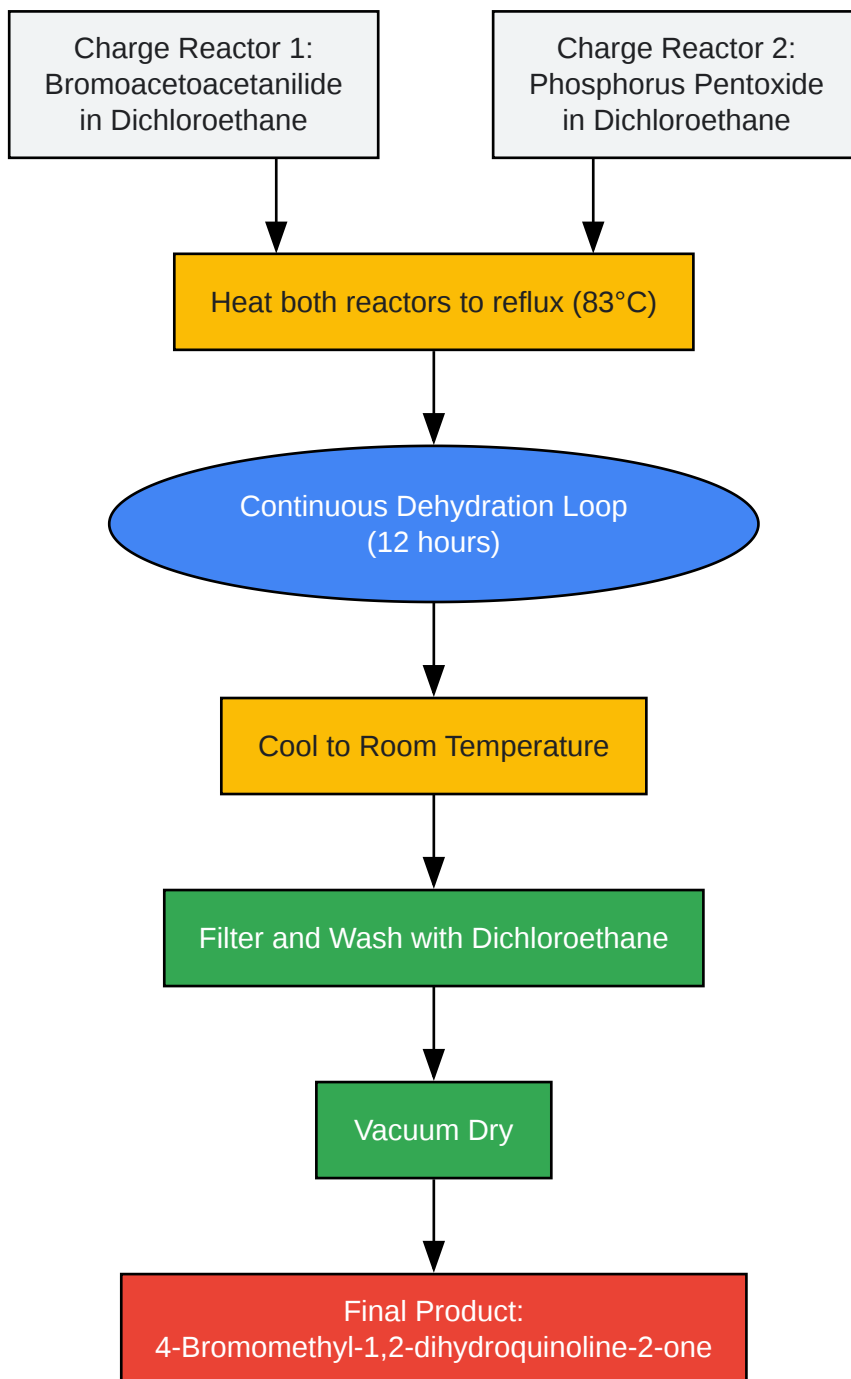 Charge Reactor 1:
Bromoacetoacetanilide
in Dichloroethane
Charge Reactor 2:
Phosphorus Pentoxide
in Dichloroethane
Heat both reactors to reflux (83°C)
Continuous Dehydration Loop
(12 hours)
Cool to Room Temperature
Filter and Wash with Dichloroethane
Vacuum Dry
Final Product:
4-Bromomethyl-1,2-dihydroquinoline-2-one